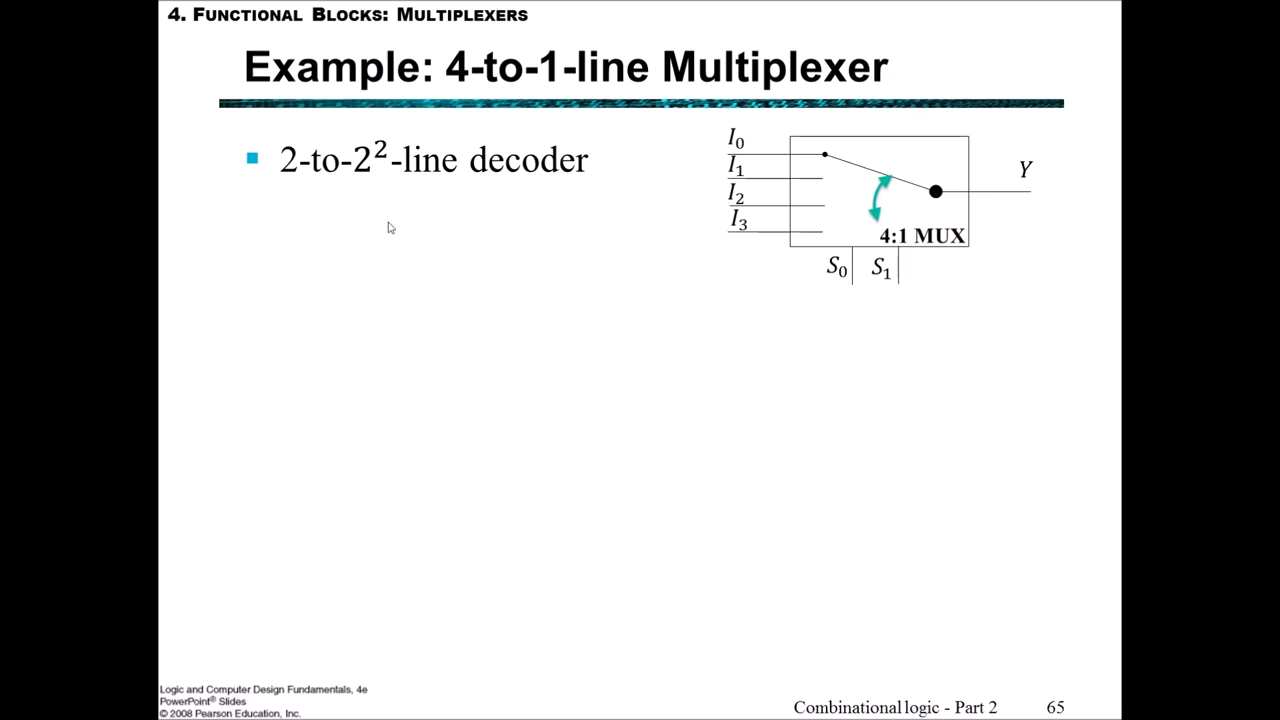 4. FUNCTIONAL BLOCKS: MULTIPLEXERS
Example: 4-to-1-line Multiplexer
2-to-2²-line decoder
I₀
I₁
I₂
I₃
Y
4:1 MUX
S₀ S₁
Logic and Computer Design Fundamentals, 4e
PowerPoint® Slides
© 2008 Pearson Education, Inc.
Combinational logic - Part 2 65